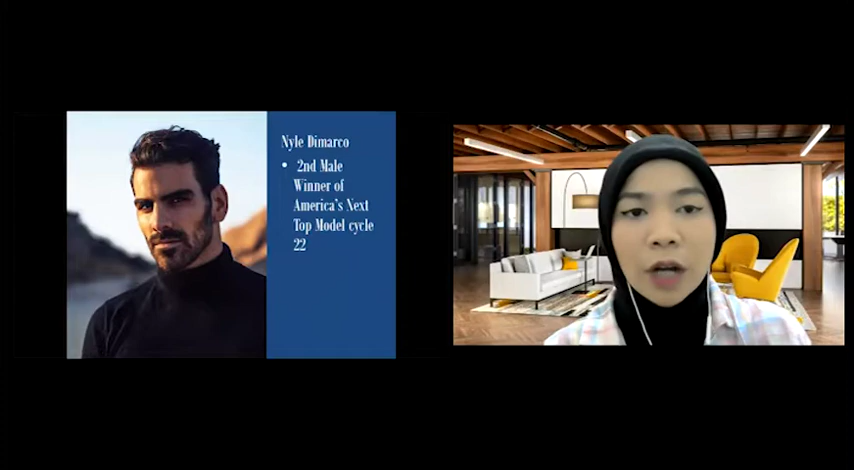 Nyle Dimarco
• 2nd Male
Winner of
America's Next
Top Model cycle
22